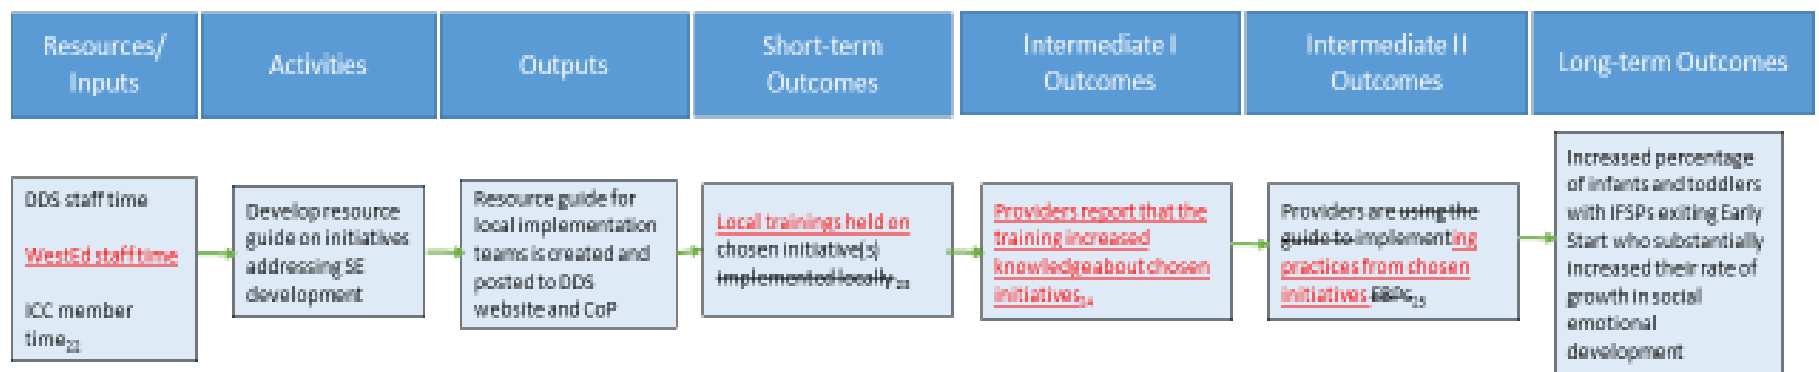 Resources/
Inputs
Activities
Outputs
Short-term
Outcomes
Intermediate I
Outcomes
Intermediate II
Outcomes
Long-term Outcomes
DDS staff time
WestEd staff time
ICC member
time22
Develop resource
guide on initiatives
addressing SE
development
Resource guide for
local implementation
teams is created and
posted to DDS
website and CoP
Local trainings held on
chosen initiative(s)
implemented locally 23
Providers report that the
training increased
knowledge about chosen
initiatives24
Providers are using the
guide to implementing
practices from chosen
initiatives EBPs25
Increased percentage
of infants and toddlers
with IFSPs exiting Early
Start who substantially
increased their rate of
growth in social
emotional
development